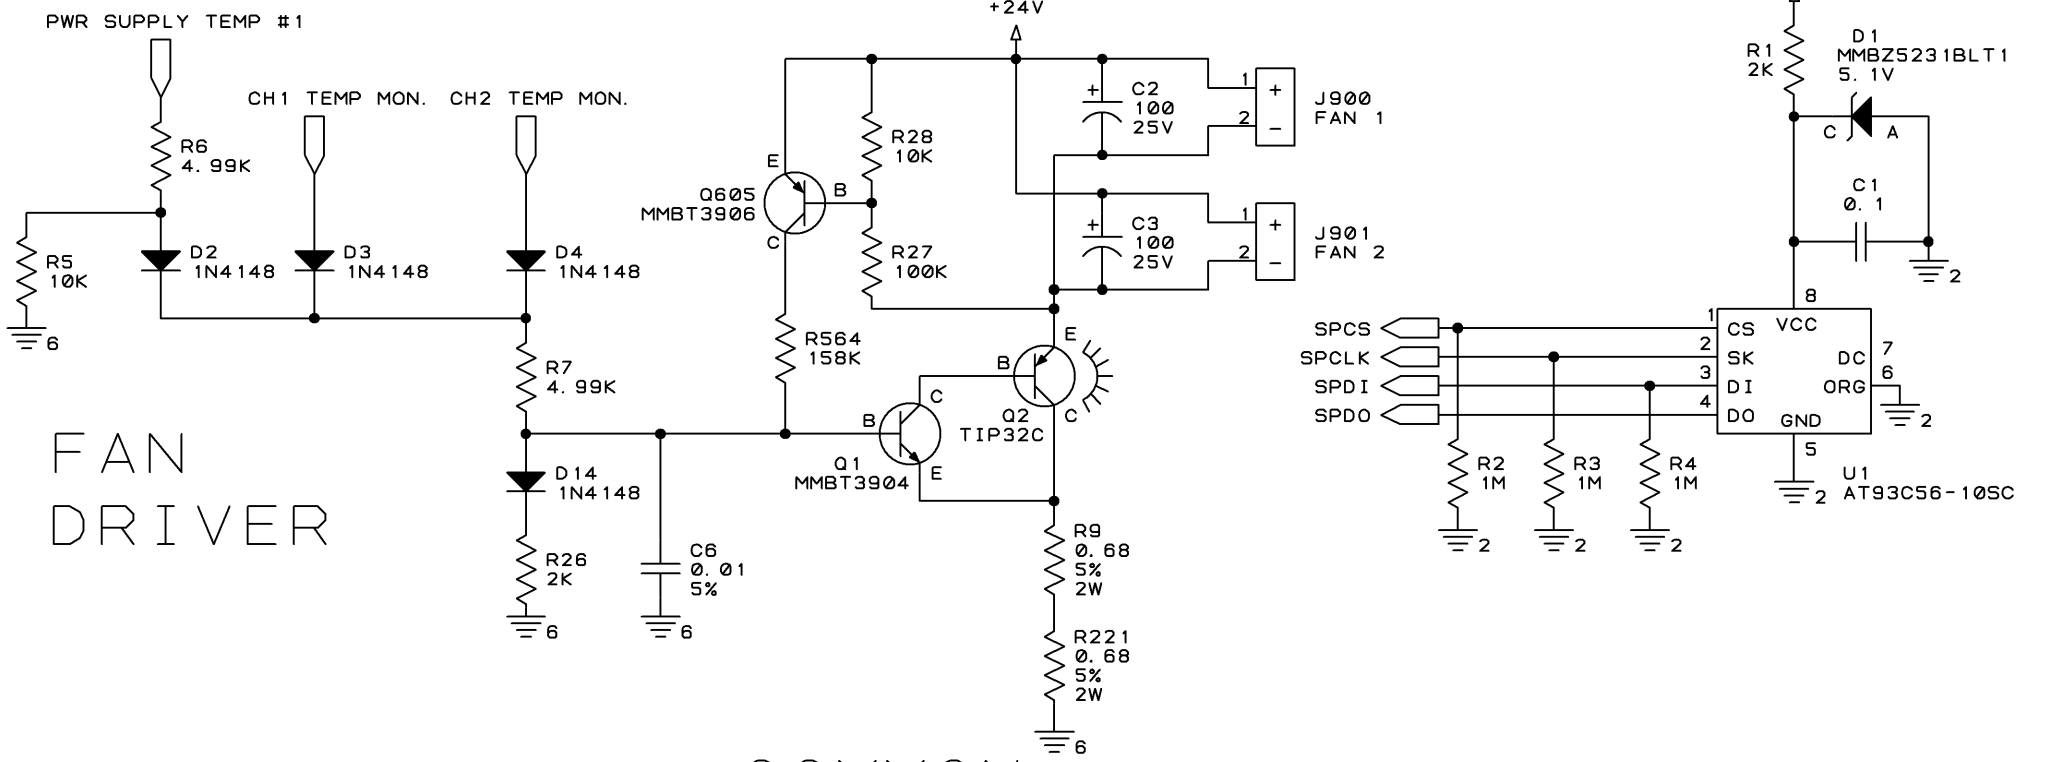 PWR SUPPLY TEMP #1
CH1 TEMP MON.
CH2 TEMP MON.
R6
4.99K
R5
10K
6
D2
1N4148
D3
1N4148
D4
1N4148
R7
4.99K
D14
1N4148
R26
2K
6
C6
0.01
5%
6
FAN
DRIVER
+24V
E
Q605
MMBT3906
B
C
R28
10K
R27
100K
R564
158K
C2
100
25V
+
1
2
+
-
J900
FAN 1
C3
100
25V
+
1
2
+
-
J901
FAN 2
E
B
C
Q2
TIP32C
C
B
E
Q1
MMBT3904
R9
0.68
5%
2W
R221
0.68
5%
2W
6
R1
2K
D1
MMBZ5231BLT1
5.1V
C
A
C1
0.1
2
SPCS
SPCLK
SPDI
SPDO
1
2
3
4
CS
SK
DI
DO
8
VCC
DC
ORG
GND
7
6
2
5
2
U1
AT93C56-10SC
R2
1M
2
R3
1M
2
R4
1M
2